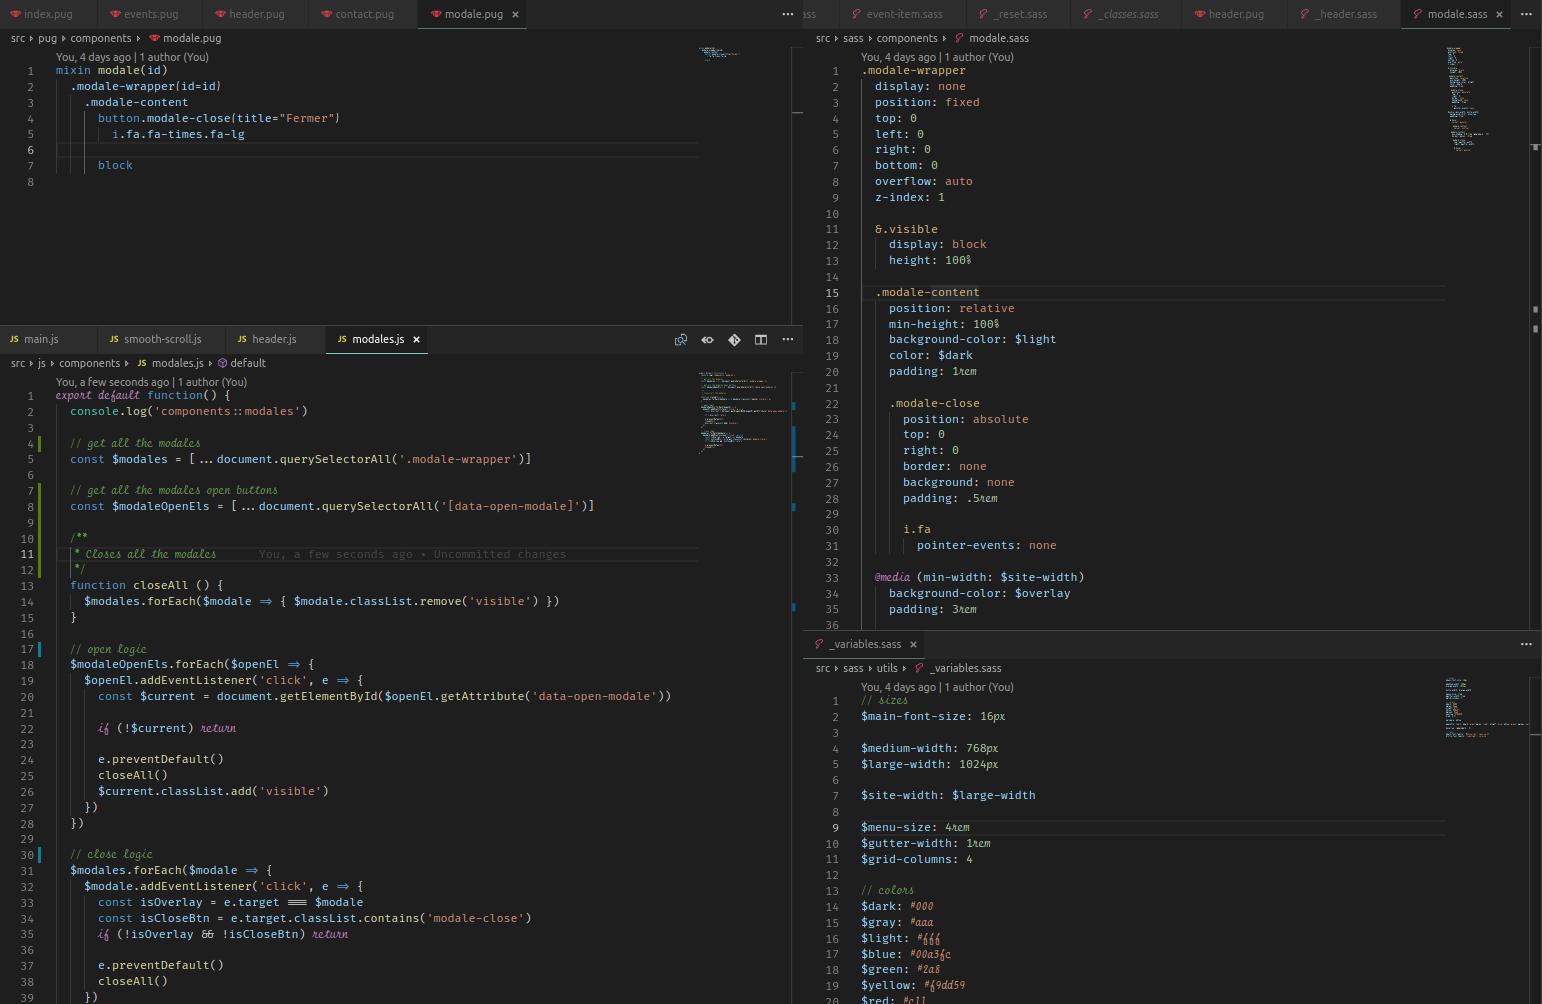 index.pug events.pug header.pug contact.pug modale.pug ×
src › pug › components › modale.pug
You, 4 days ago | 1 author (You)
1 mixin modale(id)
2 .modale-wrapper(id=id)
3 .modale-content
4 button.modale-close(title="Fermer")
5 i.fa.fa-times.fa-lg
6
7 block
8
JS main.js JS smooth-scroll.js JS header.js JS modales.js ×
src › js › components › JS modales.js › default
You, a few seconds ago | 1 author (You)
1 export default function() {
2 console.log('components::modales')
3
4 // get all the modales
5 const $modales = [...document.querySelectorAll('.modale-wrapper')]
6
7 // get all the modales open buttons
8 const $modaleOpenEls = [...document.querySelectorAll('[data-open-modale]')]
9
10 /**
11 * Closes all the modales You, a few seconds ago • Uncommitted changes
12 */
13 function closeAll () {
14 $modales.forEach($modale => { $modale.classList.remove('visible') })
15 }
16
17 // open logic
18 $modaleOpenEls.forEach($openEl => {
19 $openEl.addEventListener('click', e => {
20 const $current = document.getElementById($openEl.getAttribute('data-open-modale'))
21
22 if (!$current) return
23
24 e.preventDefault()
25 closeAll()
26 $current.classList.add('visible')
27 })
28 })
29
30 // close logic
31 $modales.forEach($modale => {
32 $modale.addEventListener('click', e => {
33 const isOverlay = e.target === $modale
34 const isCloseBtn = e.target.classList.contains('modale-close')
35 if (!isOverlay && !isCloseBtn) return
36
37 e.preventDefault()
38 closeAll()
39 })
ass event-item.sass _reset.sass _classes.sass header.pug _header.sass modale.sass ×
src › sass › components › modale.sass
You, 4 days ago | 1 author (You)
1 .modale-wrapper
2 display: none
3 position: fixed
4 top: 0
5 left: 0
6 right: 0
7 bottom: 0
8 overflow: auto
9 z-index: 1
10
11 &.visible
12 display: block
13 height: 100%
14
15 .modale-content
16 position: relative
17 min-height: 100%
18 background-color: $light
19 color: $dark
20 padding: 1rem
21
22 .modale-close
23 position: absolute
24 top: 0
25 right: 0
26 border: none
27 background: none
28 padding: .5rem
29
30 i.fa
31 pointer-events: none
32
33 @media (min-width: $site-width)
34 background-color: $overlay
35 padding: 3rem
36
_variables.sass ×
src › sass › utils › _variables.sass
You, 4 days ago | 1 author (You)
1 // sizes
2 $main-font-size: 16px
3
4 $medium-width: 768px
5 $large-width: 1024px
6
7 $site-width: $large-width
8
9 $menu-size: 4rem
10 $gutter-width: 1rem
11 $grid-columns: 4
12
13 // colors
14 $dark: #000
15 $gray: #aaa
16 $light: #fff
17 $blue: #00a3fc
18 $green: #2a8
19 $yellow: #f9dd59
20 $red: #c11